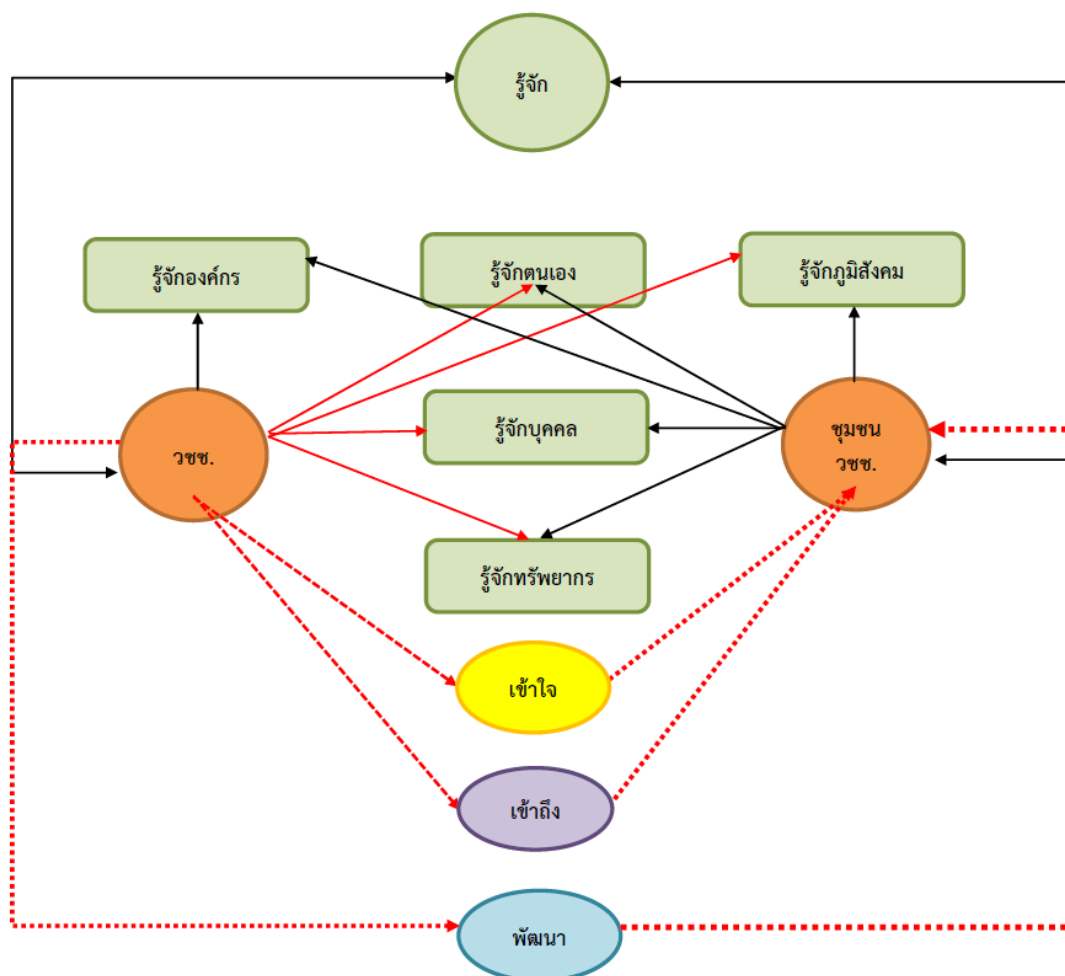 รู้จัก
รู้จักองค์กร
รู้จักตนเอง
รู้จักภูมิสังคม
รู้จักบุคคล
วชช.
ชุมชน
วชช.
รู้จักทรัพยากร
เข้าใจ
เข้าถึง
พัฒนา